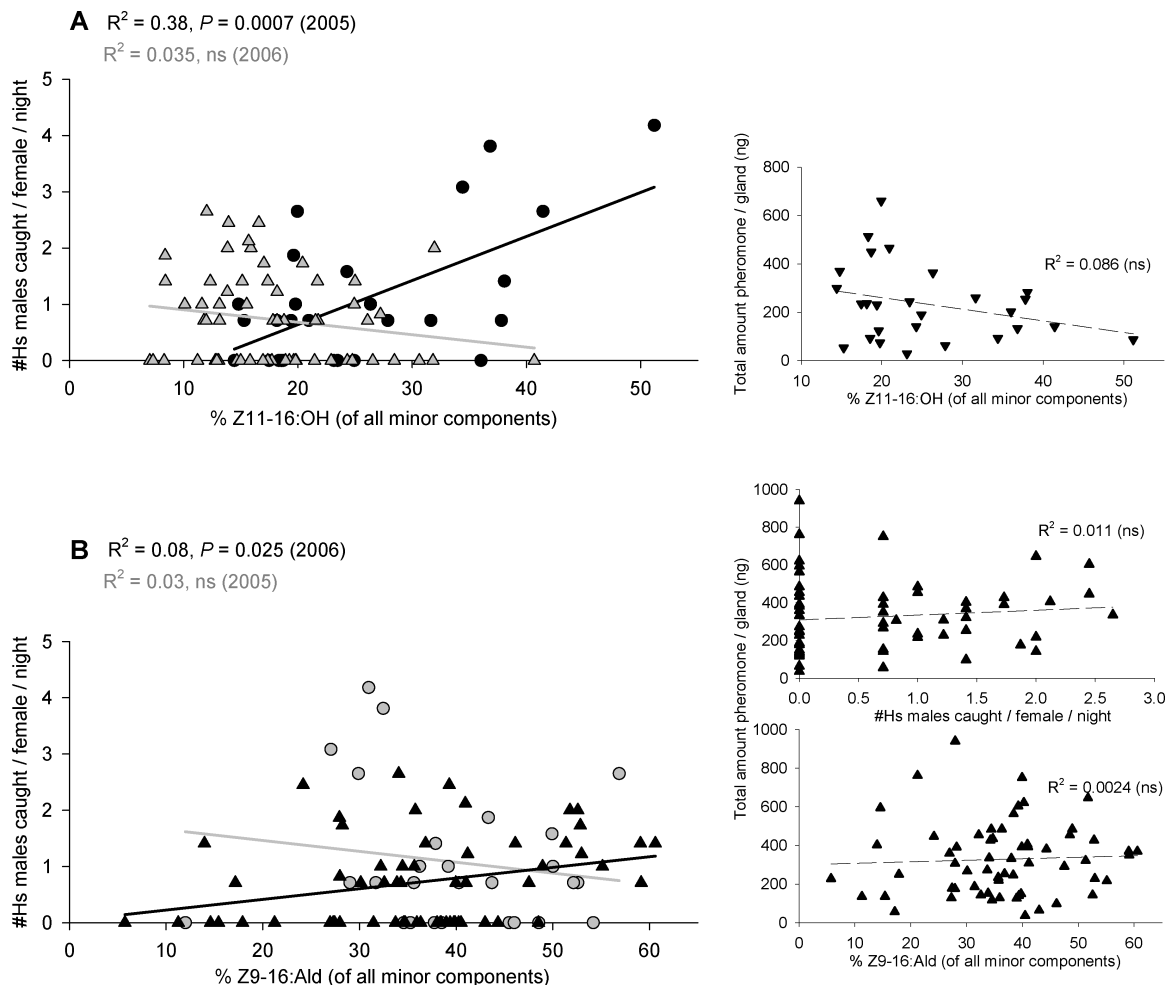 A R² = 0.38, P = 0.0007 (2005)
R² = 0.035, ns (2006)
#Hs males caught / female / night
5
4
3
2
1
0
0 10 20 30 40 50
% Z11-16:OH (of all minor components)
Total amount pheromone / gland (ng)
800
600
400
200
0
R² = 0.086 (ns)
10 20 30 40 50
% Z11-16:OH (of all minor components)
B R² = 0.08, P = 0.025 (2006)
R² = 0.03, ns (2005)
#Hs males caught / female / night
5
4
3
2
1
0
0 10 20 30 40 50 60
% Z9-16:Ald (of all minor components)
Total amount pheromone / gland (ng)
1000
800
600
400
200
0
R² = 0.011 (ns)
0.0 0.5 1.0 1.5 2.0 2.5 3.0
#Hs males caught / female / night
1000
800
600
400
200
0
R² = 0.0024 (ns)
0 10 20 30 40 50 60
% Z9-16:Ald (of all minor components)